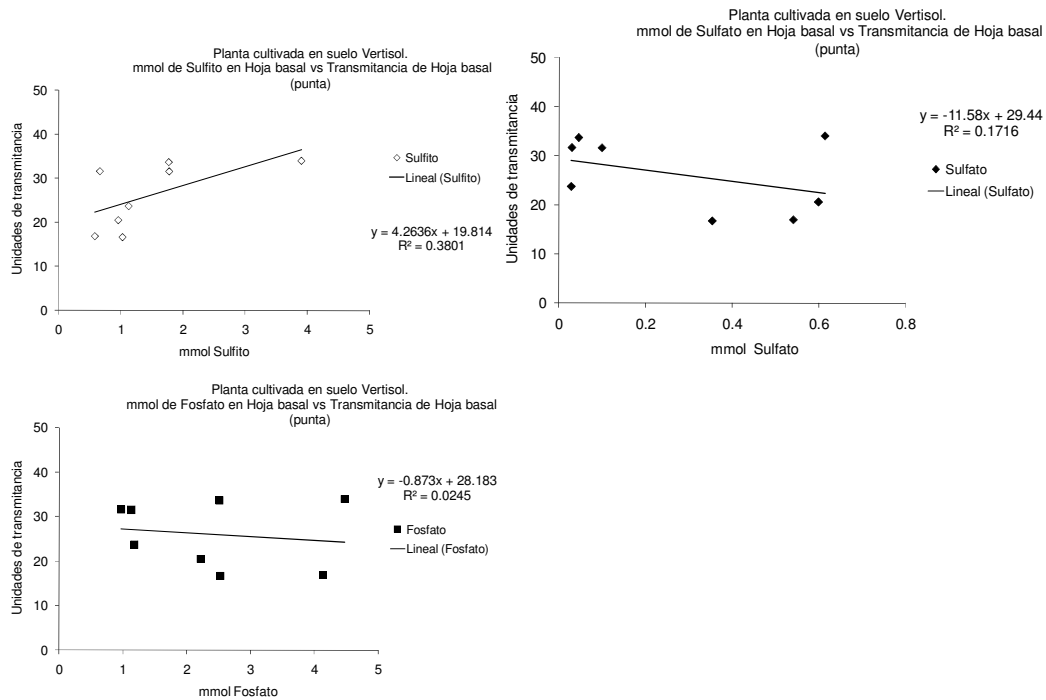 Planta cultivada en suelo Vertisol.
mmol de Sulfito en Hoja basal vs Transmitancia de Hoja basal
(punta)
Unidades de transmitancia
50
40
30
20
10
0
0 1 2 3 4 5
mmol Sulfito
Sulfito
Lineal (Sulfito)
y = 4.2636x + 19.814
R² = 0.3801
Planta cultivada en suelo Vertisol.
mmol de Sulfato en Hoja basal vs Transmitancia de Hoja basal
(punta)
Unidades de transmitancia
50
40
30
20
10
0
0 0.2 0.4 0.6 0.8
mmol Sulfato
y = -11.58x + 29.44
R² = 0.1716
Sulfato
Lineal (Sulfato)
Planta cultivada en suelo Vertisol.
mmol de Fosfato en Hoja basal vs Transmitancia de Hoja basal
(punta)
Unidades de transmitancia
50
40
30
20
10
0
0 1 2 3 4 5
mmol Fosfato
y = -0.873x + 28.183
R² = 0.0245
Fosfato
Lineal (Fosfato)